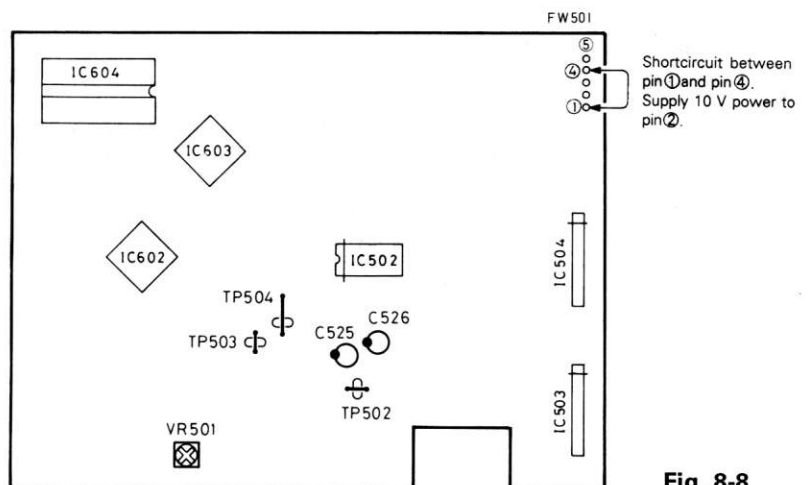 FW501
⑤
④
①
Shortcircuit between
pin①and pin④.
Supply 10 V power to
pin②.
IC604
IC603
IC602
IC502
IC504
TP504
C525
C526
TP503
TP502
IC503
VR501
Fig. 8-8